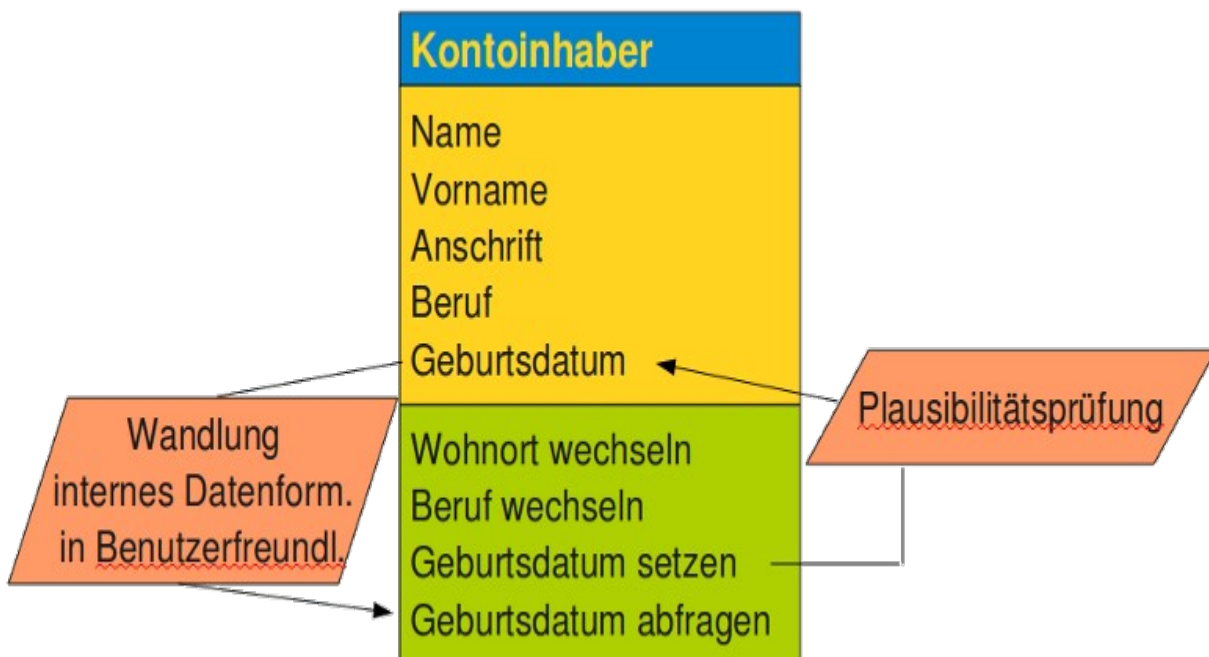 Kontoinhaber
Name
Vorname
Anschrift
Beruf
Geburtsdatum
Wandlung
internes Datenform.
in Benutzerfreundl.
Plausibilitätsprüfung
Wohnort wechseln
Beruf wechseln
Geburtsdatum setzen
Geburtsdatum abfragen